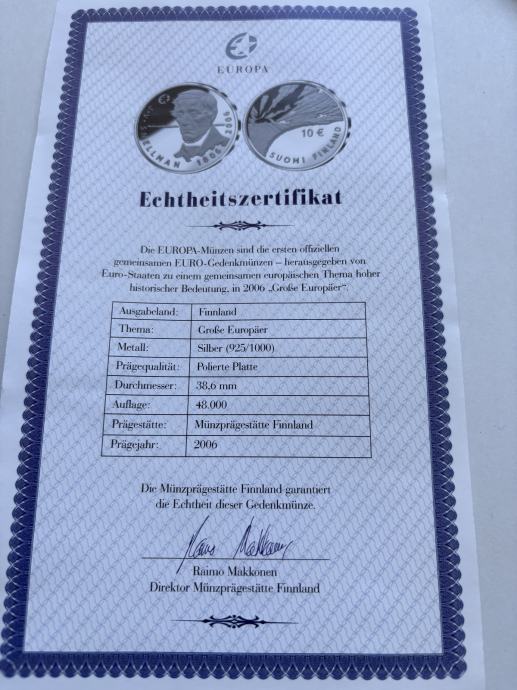 EUROPA
10 €
SUOMI FINLAND
Echtheitszertifikat
Die EUROPA-Münzen sind die ersten offiziellen
gemeinsamen EURO-Gedenkmünzen – herausgegeben von
Euro-Staaten zu einem gemeinsamen europäischen Thema hoher
historischer Bedeutung, in 2006 „Große Europäer“.
Ausgabeland: Finnland
Thema: Große Europäer
Metall: Silber (925/1000)
Prägequalität: Polierte Platte
Durchmesser: 38,6 mm
Auflage: 48.000
Prägestätte: Münzprägestätte Finnland
Prägejahr: 2006
Die Münzprägestätte Finnland garantiert
die Echtheit dieser Gedenkmünze.
Raimo Makkonen
Direktor Münzprägestätte Finnland